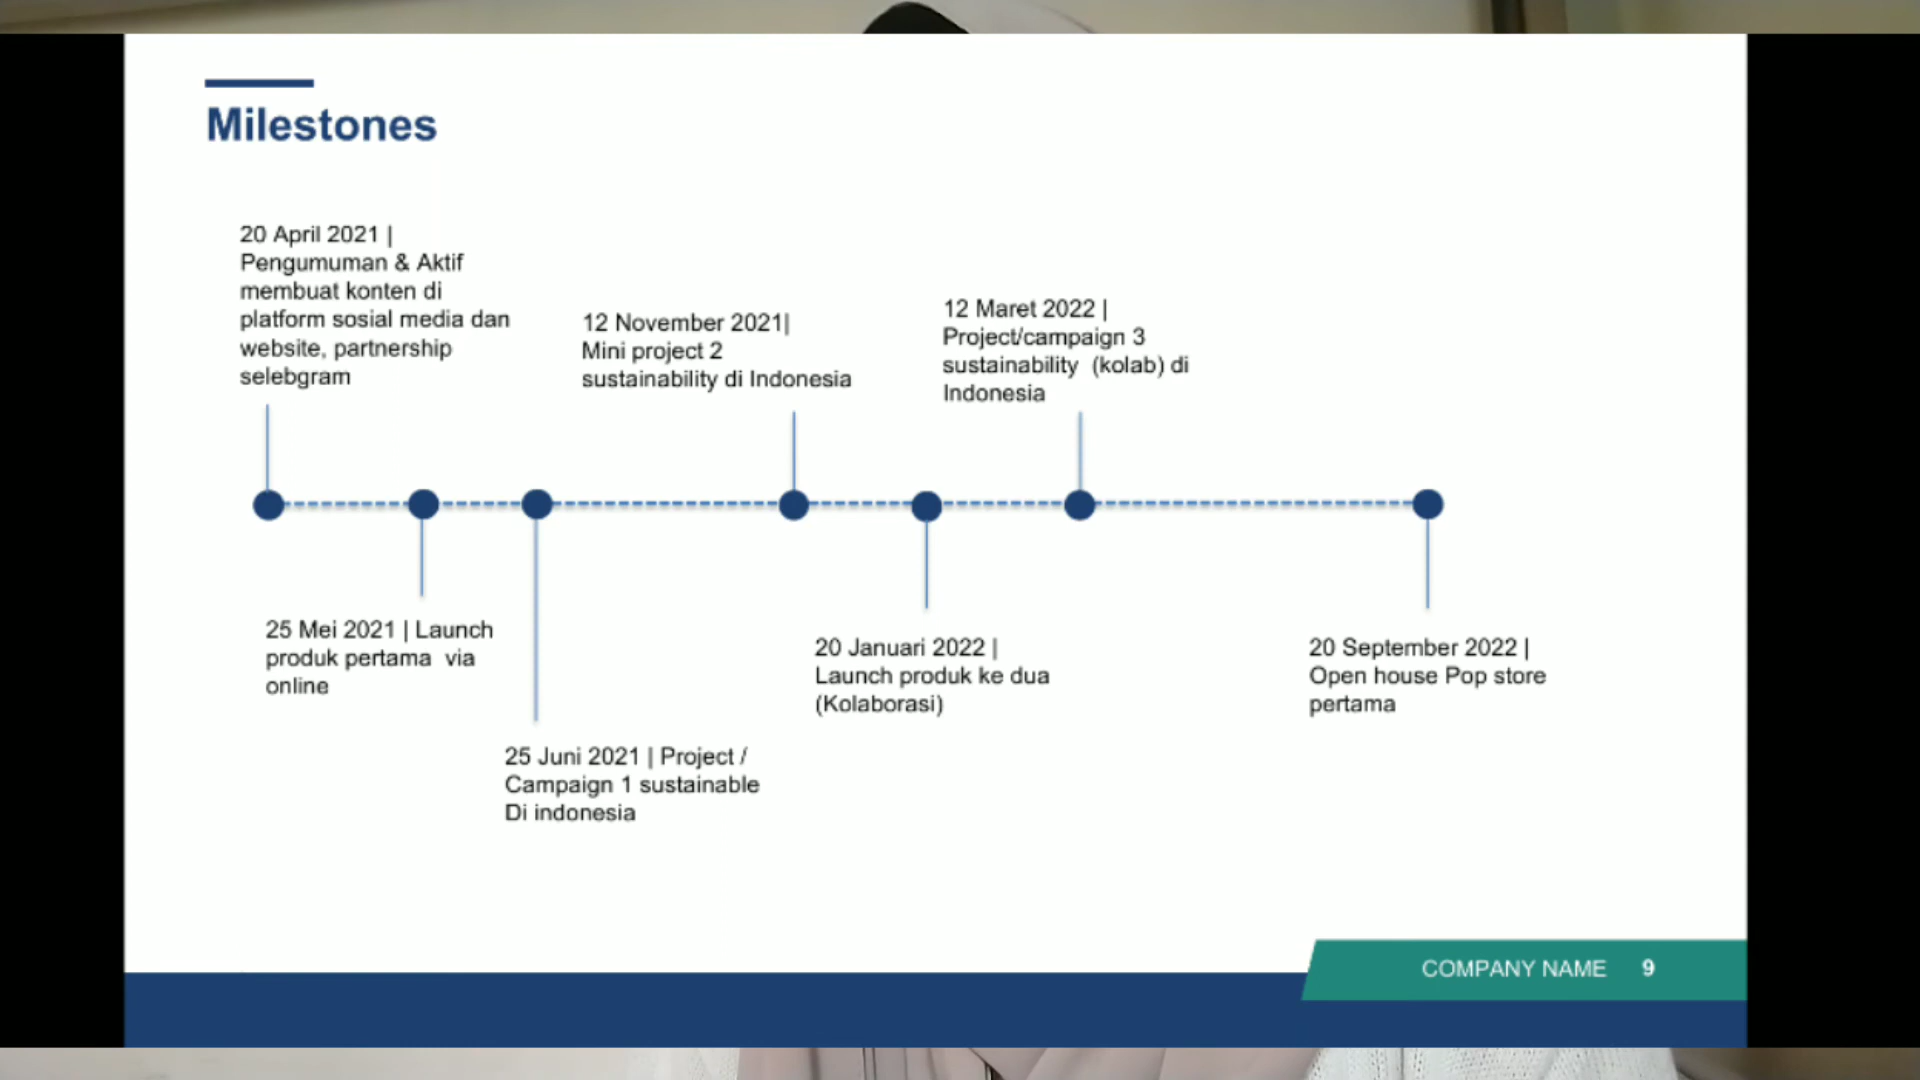 Milestones
20 April 2021 |
Pengumuman & Aktif
membuat konten di
platform sosial media dan
website, partnership
selebgram
12 November 2021|
Mini project 2
sustainability di Indonesia
12 Maret 2022 |
Project/campaign 3
sustainability  (kolab) di
Indonesia
25 Mei 2021 | Launch
produk pertama  via
online
25 Juni 2021 | Project /
Campaign 1 sustainable
Di indonesia
20 Januari 2022 |
Launch produk ke dua
(Kolaborasi)
20 September 2022 |
Open house Pop store
pertama
COMPANY NAME 9